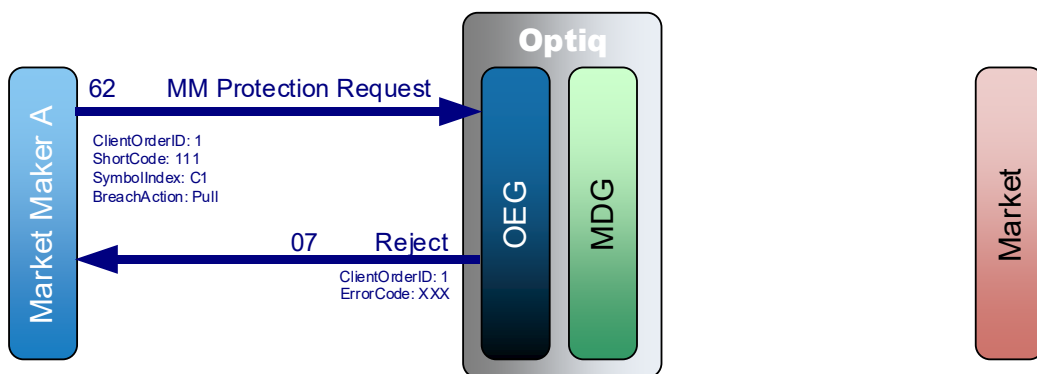 Optiq
62 MM Protection Request
ClientOrderID: 1
ShortCode: 111
SymbolIndex: C1
BreachAction: Pull
07 Reject
ClientOrderID: 1
ErrorCode: XXX
Market Maker A
OEG
MDG
Market